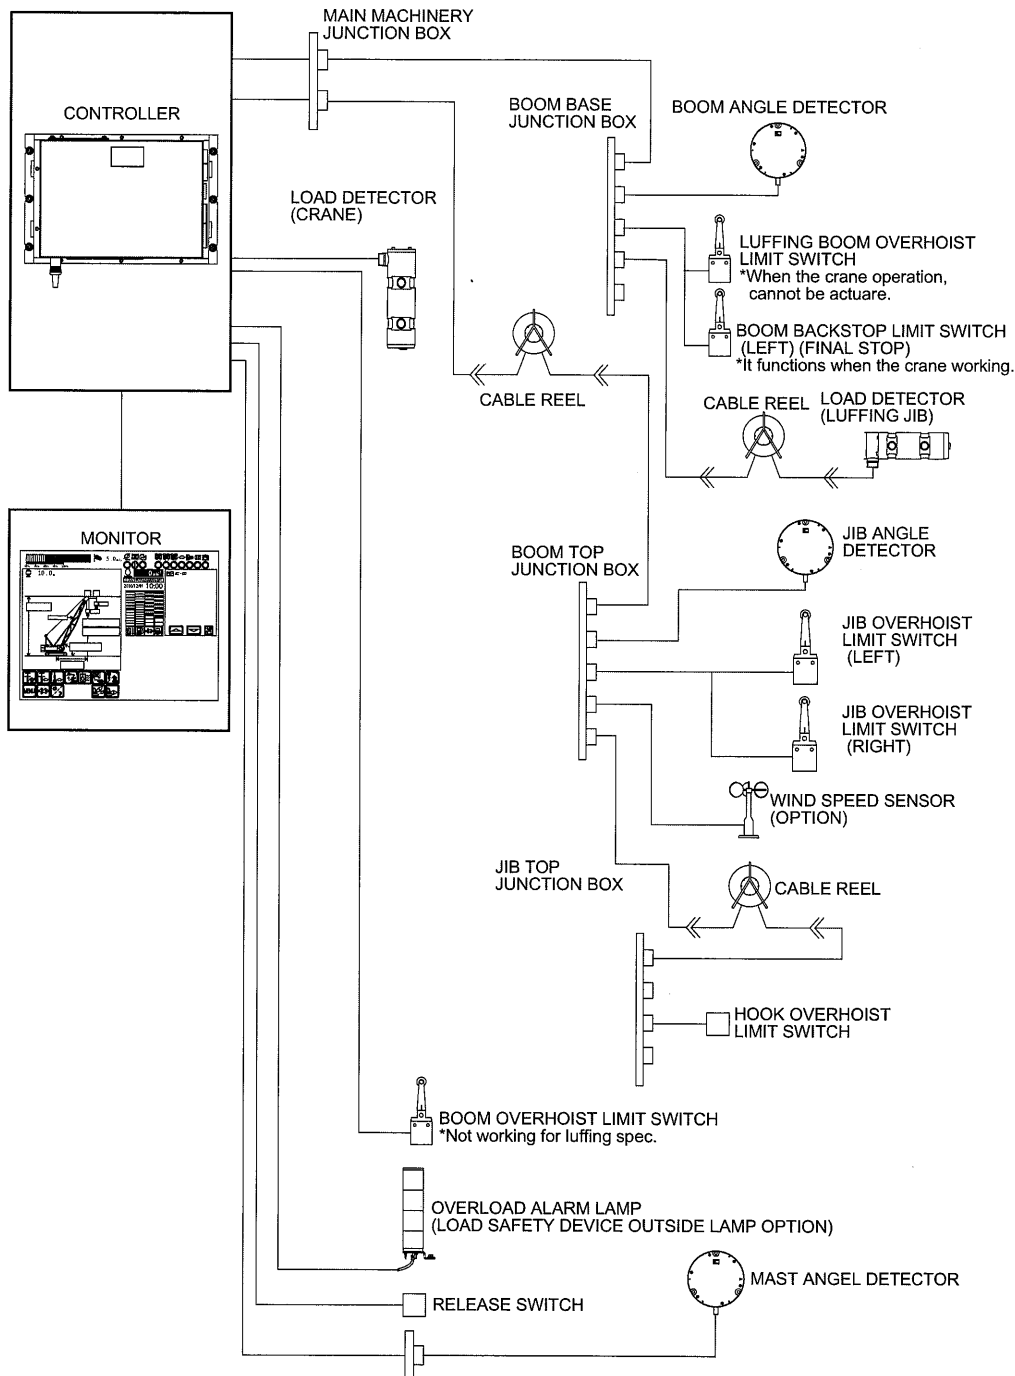 MAIN MACHINERY
JUNCTION BOX
CONTROLLER
BOOM BASE
JUNCTION BOX
BOOM ANGLE DETECTOR
LOAD DETECTOR
(CRANE)
LUFFING BOOM OVERHOIST
LIMIT SWITCH
*When the crane operation,
cannot be actuare.
BOOM BACKSTOP LIMIT SWITCH
(LEFT) (FINAL STOP)
*It functions when the crane working.
CABLE REEL
CABLE REEL
LOAD DETECTOR
(LUFFING JIB)
MONITOR
10.0
10:00
BOOM TOP
JUNCTION BOX
JIB ANGLE
DETECTOR
JIB OVERHOIST
LIMIT SWITCH
(LEFT)
JIB OVERHOIST
LIMIT SWITCH
(RIGHT)
WIND SPEED SENSOR
(OPTION)
JIB TOP
JUNCTION BOX
CABLE REEL
HOOK OVERHOIST
LIMIT SWITCH
BOOM OVERHOIST LIMIT SWITCH
*Not working for luffing spec.
OVERLOAD ALARM LAMP
(LOAD SAFETY DEVICE OUTSIDE LAMP OPTION)
MAST ANGEL DETECTOR
RELEASE SWITCH